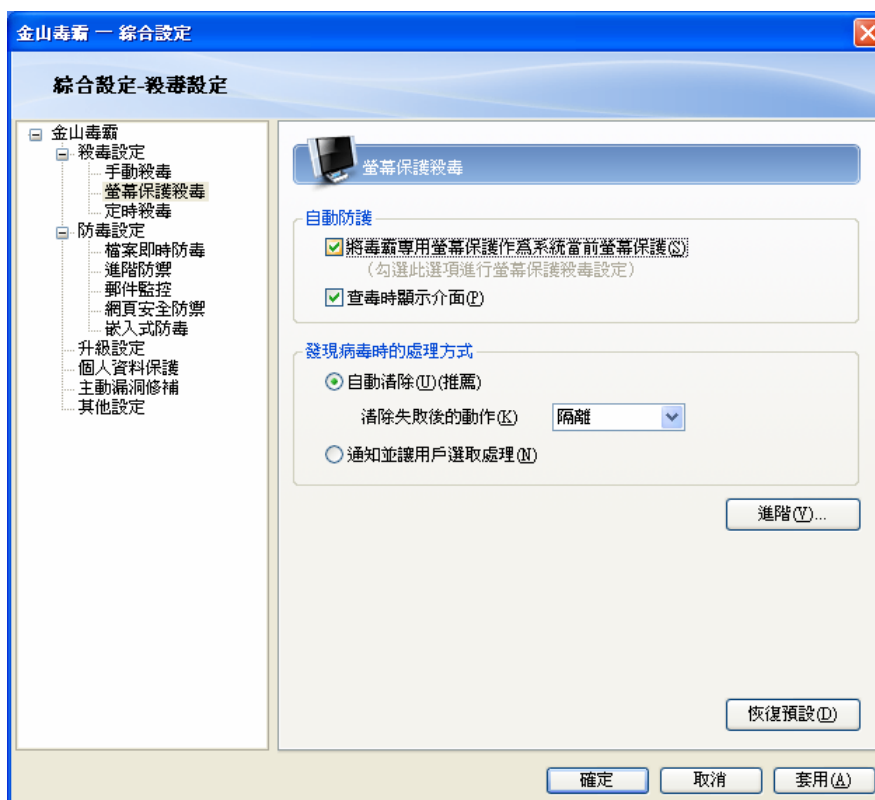 金山毒霸 — 綜合設定
綜合設定-殺毒設定
金山毒霸
殺毒設定
手動殺毒
螢幕保護殺毒
定時殺毒
防毒設定
檔案即時防毒
進階防禦
郵件監控
網頁安全防禦
嵌入式防毒
升級設定
個人資料保護
主動漏洞修補
其他設定
螢幕保護殺毒
自動防護
將毒霸專用螢幕保護作爲系統當前螢幕保護(S)
(勾選此選項進行螢幕保護殺毒設定)
查毒時顯示介面(P)
發現病毒時的處理方式
自動清除(U)(推薦)
清除失敗後的動作(K) 隔離
通知並讓用戶選取處理(N)
進階(V)...
恢復預設(D)
確定 取消 套用(A)